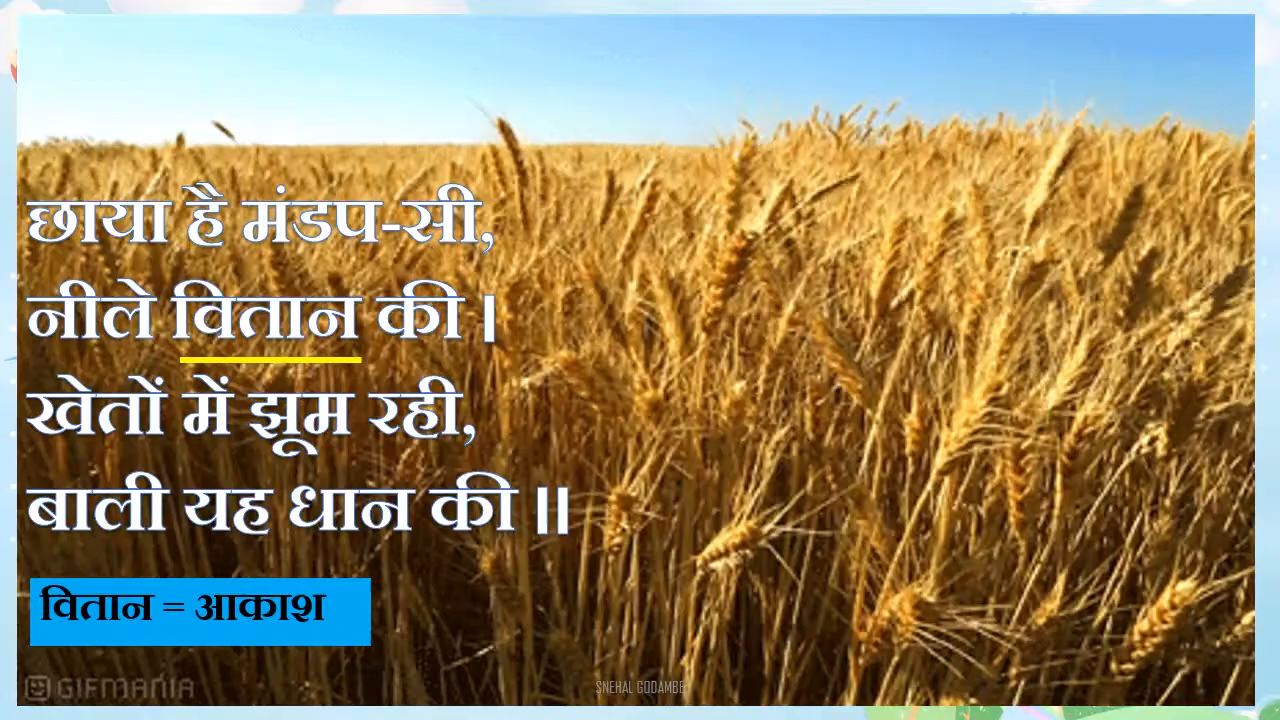 छाया है मंडप-सी,
नीले वितान की |
खेतों में झूम रही,
बाली यह धान की ||
वितान = आकाश
GIFMANIA
SNEHAL GODAMBE